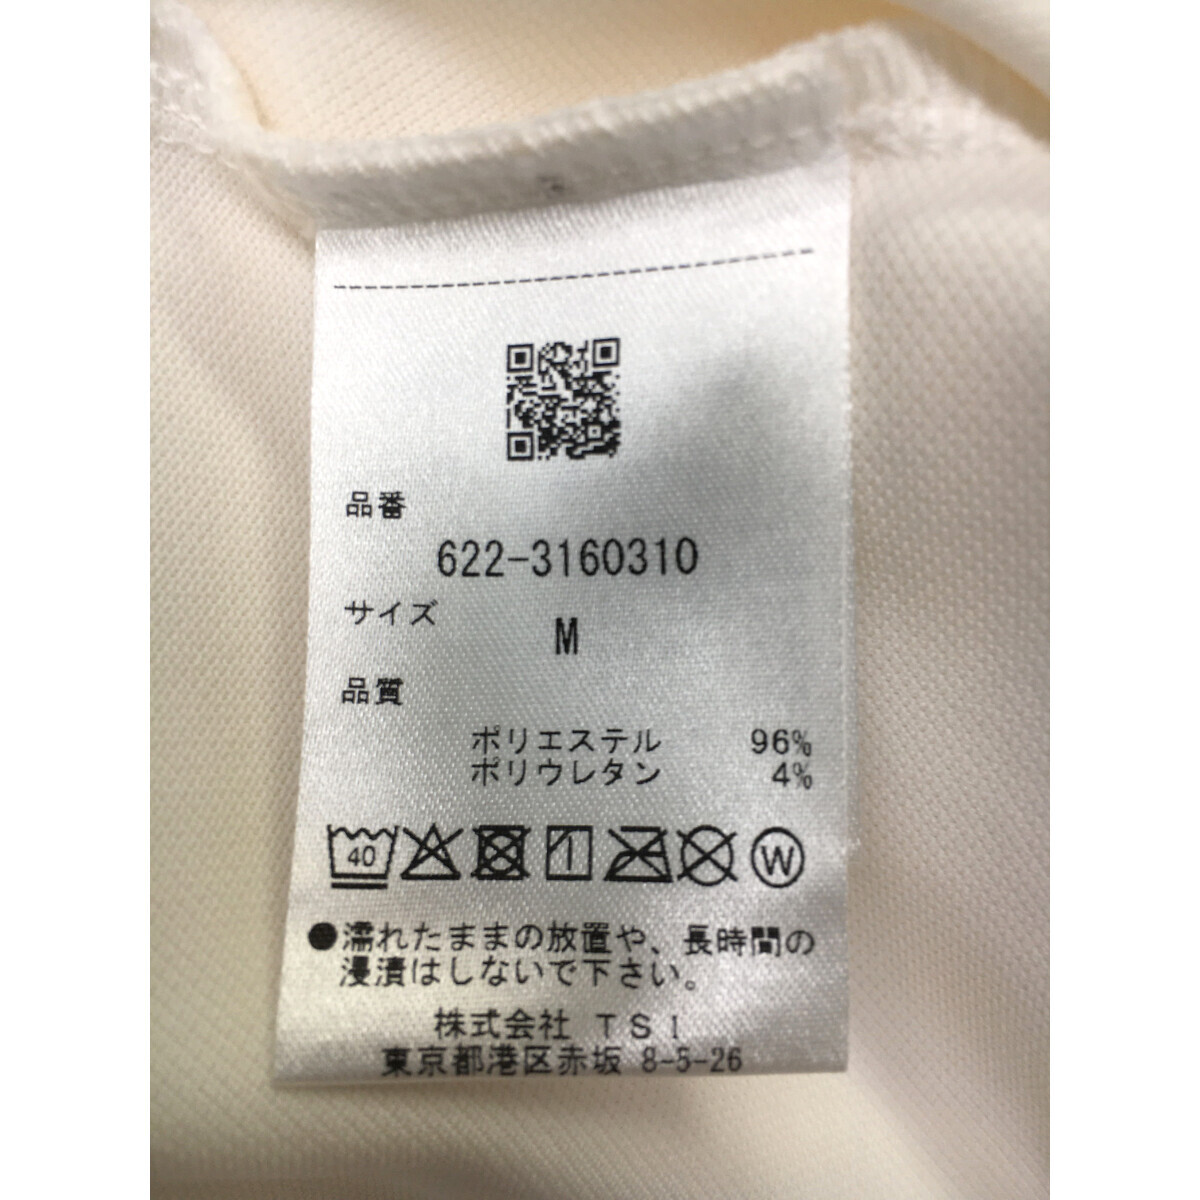 品番
622-3160310
サイズ
M
品質
ポリエステル 96%
ポリウレタン 4%
40 W
●濡れたままの放置や、長時間の
浸漬はしないで下さい。
株式会社 TSI
東京都港区赤坂 8-5-26